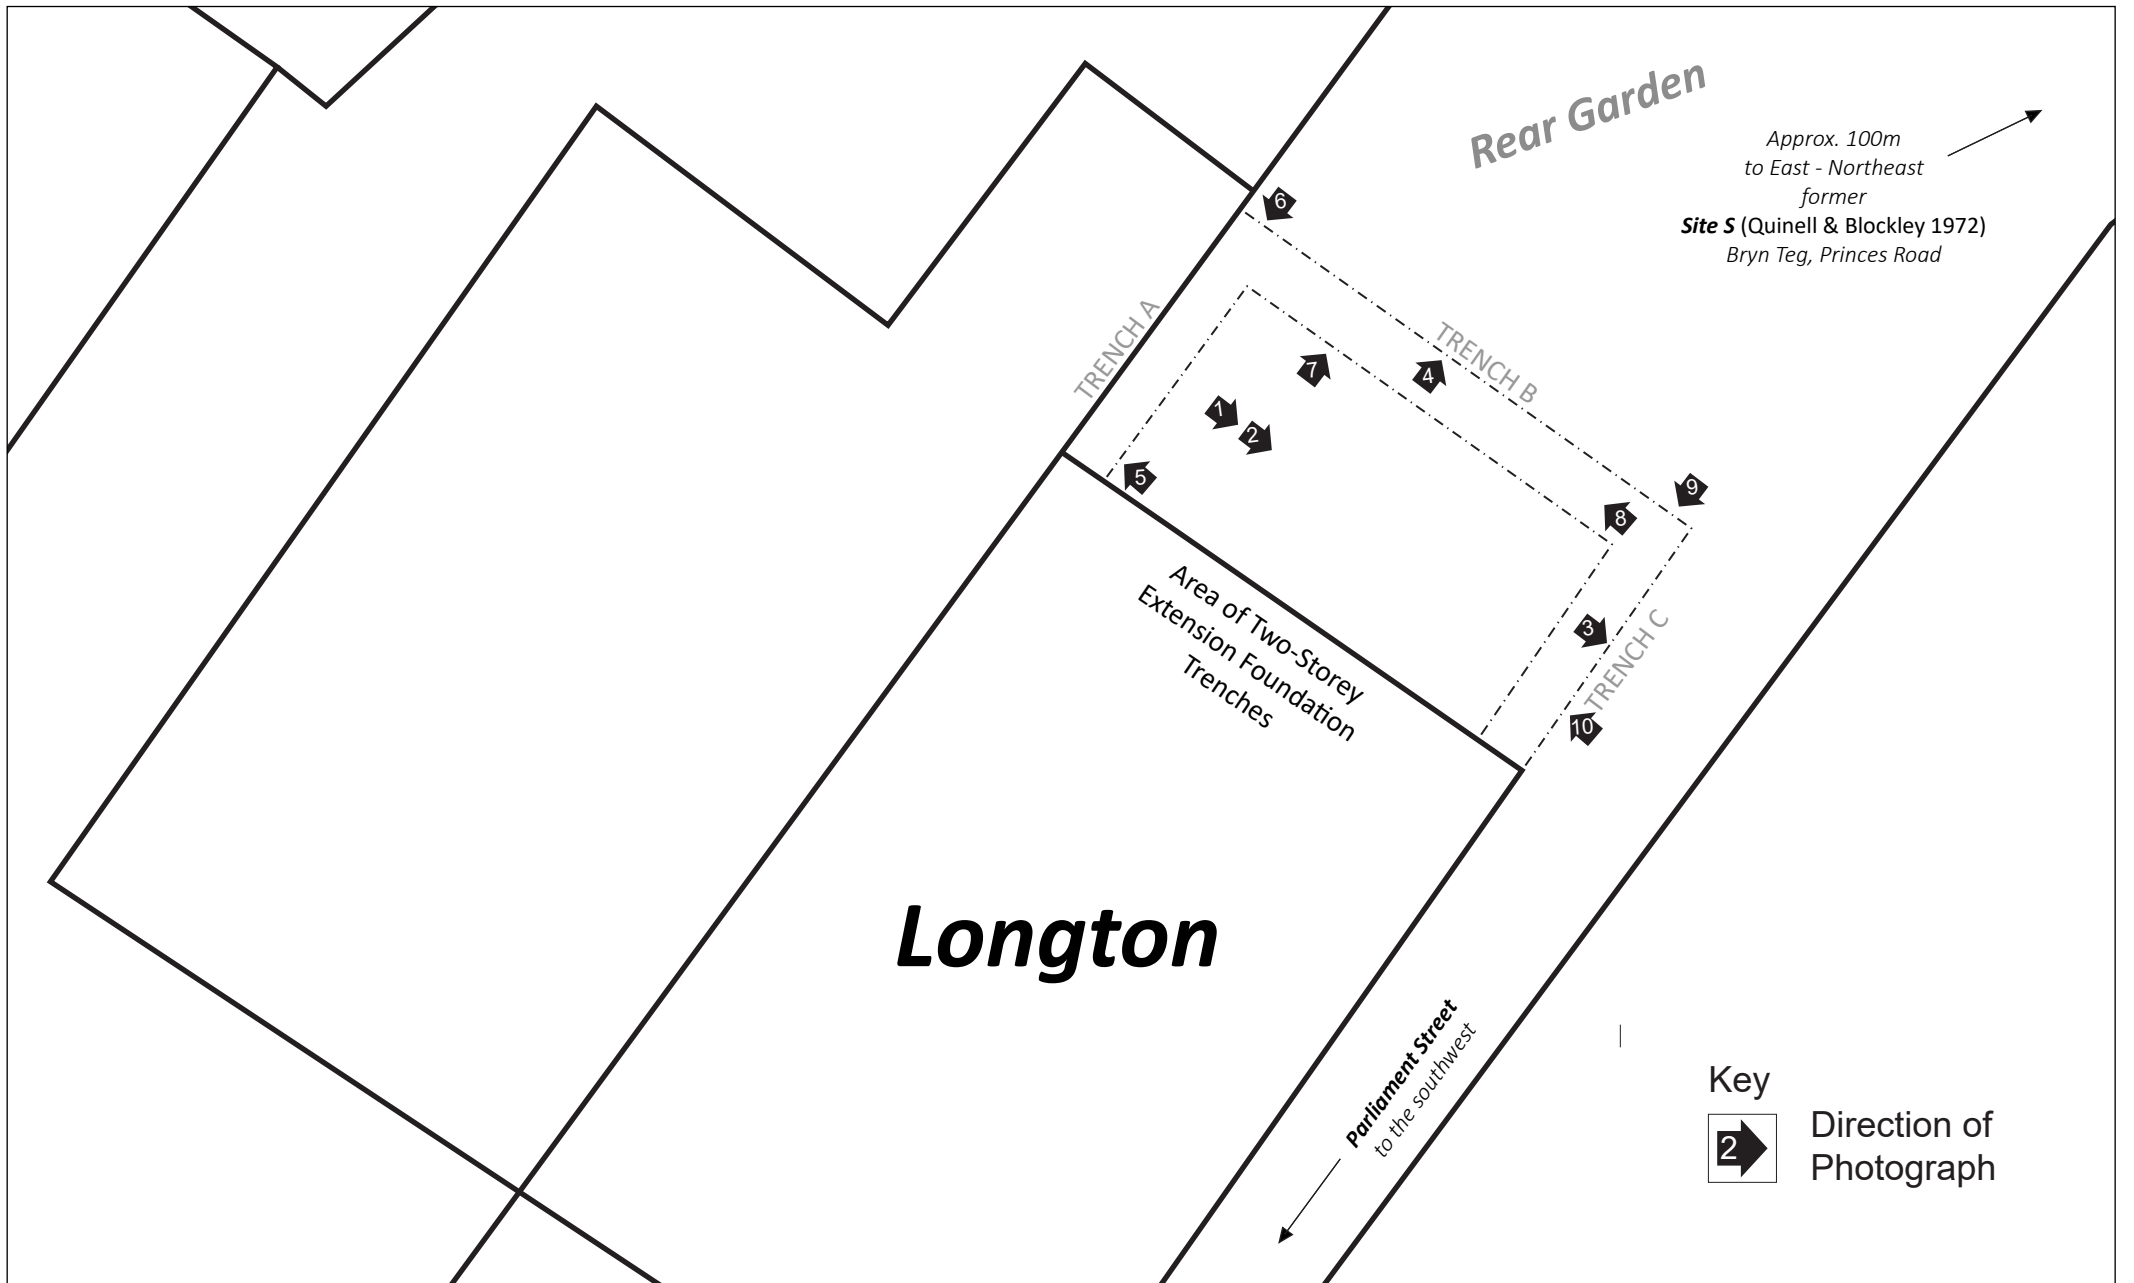 Rear Garden
Approx. 100m
to East - Northeast
former
Site S (Quinell & Blockley 1972)
Bryn Teg, Princes Road
6
TRENCH A
TRENCH B
7
4
1
2
5
9
8
3
TRENCH C
10
Area of Two-Storey
Extension Foundation
Trenches
Longton
Parliament Street
to the southwest
Key
2
Direction of
Photograph